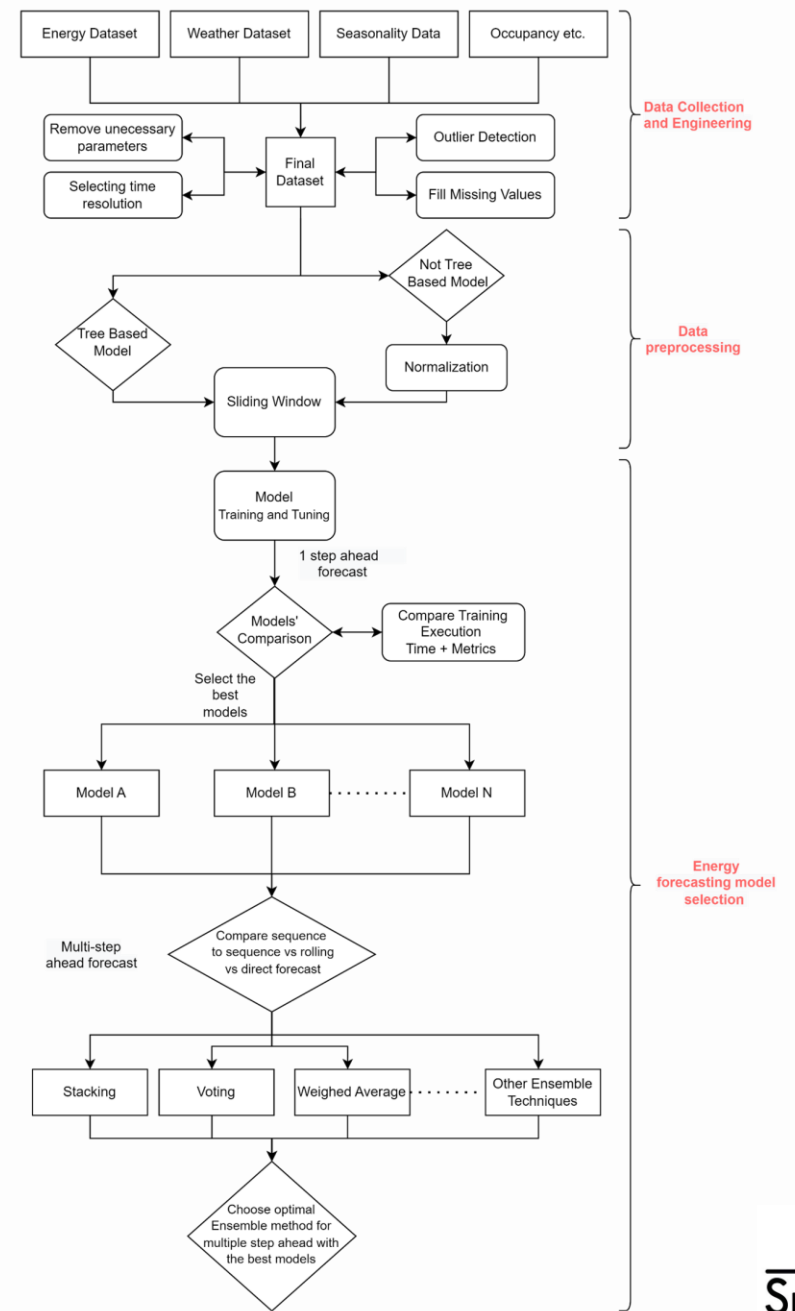 Energy Dataset
Weather Dataset
Seasonality Data
Occupancy etc.
Data Collection
and Engineering
Remove unecessary
parameters
Selecting time
resolution
Final
Dataset
Outlier Detection
Fill Missing Values
Not Tree
Based Model
Tree Based
Model
Normalization
Sliding Window
Data
preprocessing
Model
Training and Tuning
1 step ahead
forecast
Models'
Comparison
Compare Training
Execution
Time + Metrics
Select the
best
models
Model A
Model B
Model N
Energy
forecasting model
selection
Multi-step
ahead forecast
Compare sequence
to sequence vs rolling
vs direct forecast
Stacking
Voting
Weighed Average
Other Ensemble
Techniques
Choose optimal
Ensemble method for
multiple step ahead with
the best models